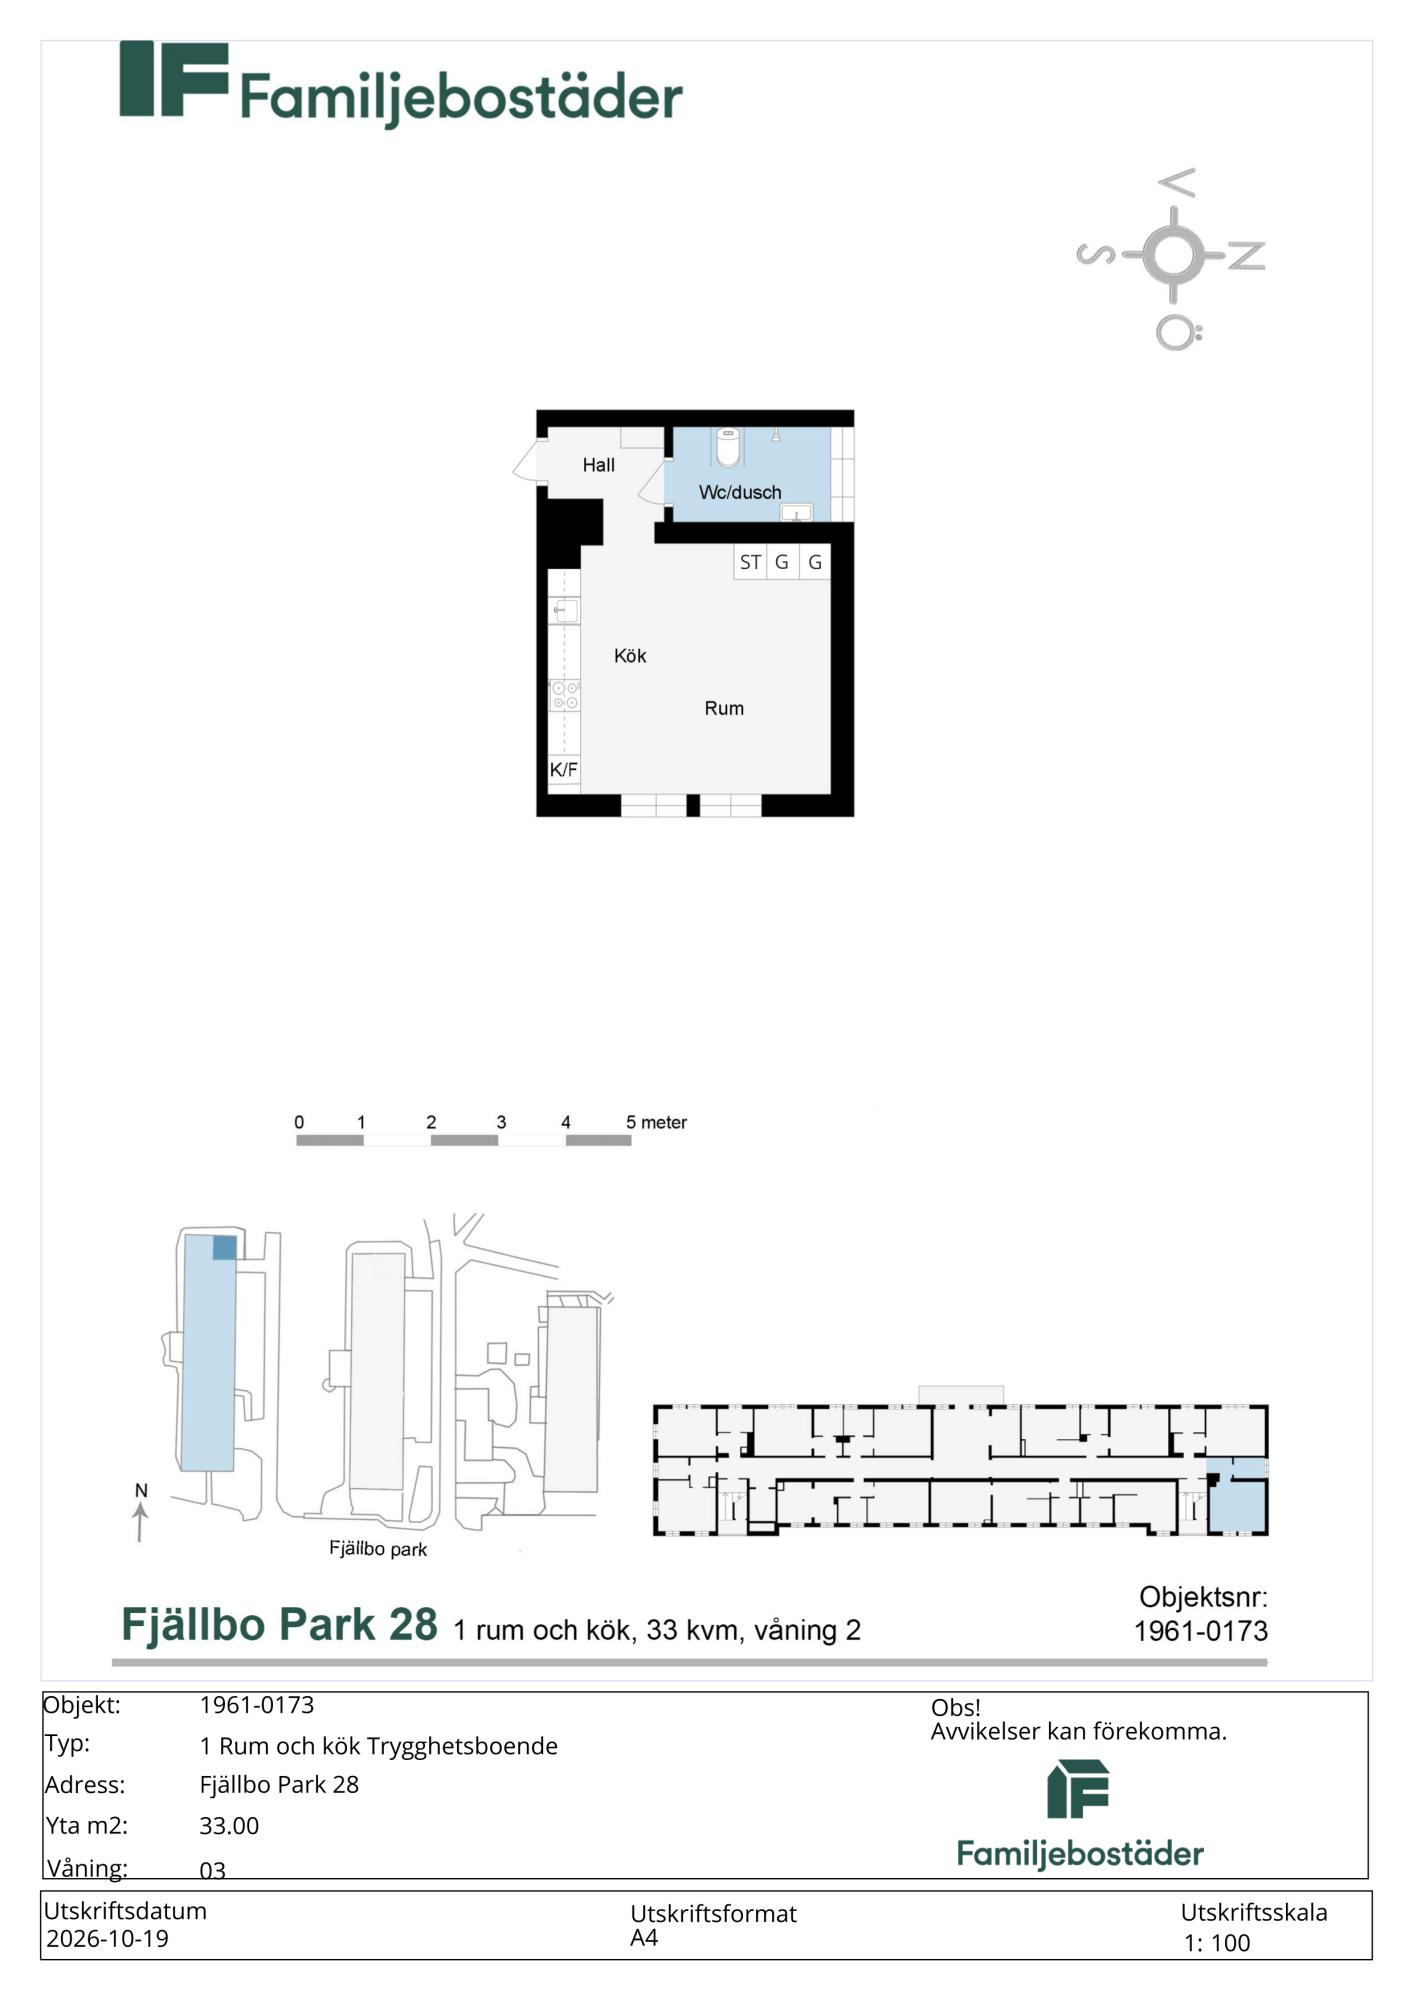 Familjebostäder
V
S
N
Ö
Hall
Wc/dusch
ST G G
Kök
Rum
K/F
0 1 2 3 4 5 meter
N
Fjällbo park
Fjällbo Park 28 1 rum och kök, 33 kvm, våning 2
Objektsnr:
1961-0173
Objekt: 1961-0173
Typ: 1 Rum och kök Trygghetsboende
Adress: Fjällbo Park 28
Yta m2: 33.00
Våning: 03
Obs!
Avvikelser kan förekomma.
Familjebostäder
Utskriftsdatum
2026-10-19
Utskriftsformat
A4
Utskriftsskala
1: 100